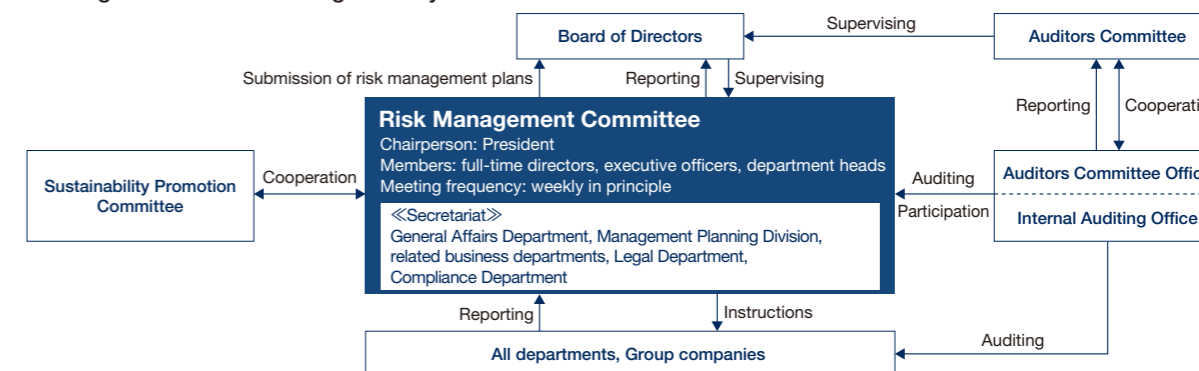 Board of Directors
Supervising
Auditors Committee
Submission of risk management plans
Reporting
Supervising
Reporting
Risk Management Committee
Chairperson: President
Members: full-time directors, executive officers, department heads
Meeting frequency: weekly in principle
Sustainability Promotion
Committee
Cooperation
Auditing
Participation
Auditors Committee
Internal Auditing Office
≪Secretariat≫
General Affairs Department, Management Planning Division,
related business departments, Legal Department,
Compliance Department
Reporting
Instructions
All departments, Group companies
Auditing